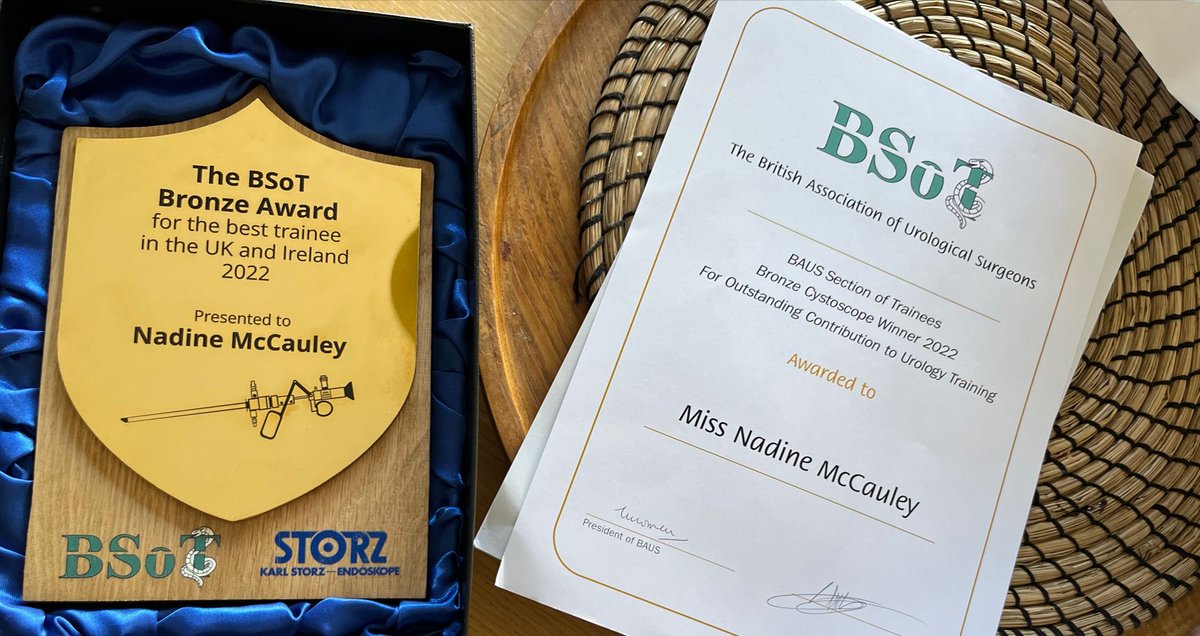 The BSoT
Bronze Award
for the best trainee
in the UK and Ireland
2022
Presented to
Nadine McCauley
BSoT
STORZ
KARL STORZ—ENDOSKOPE
BSoT
The British Association of Urological Surgeons
BAUS Section of Trainees
Bronze Cystoscope Winner 2022
For Outstanding Contribution to Urology Training
Awarded to
Miss Nadine McCauley
President of BAUS